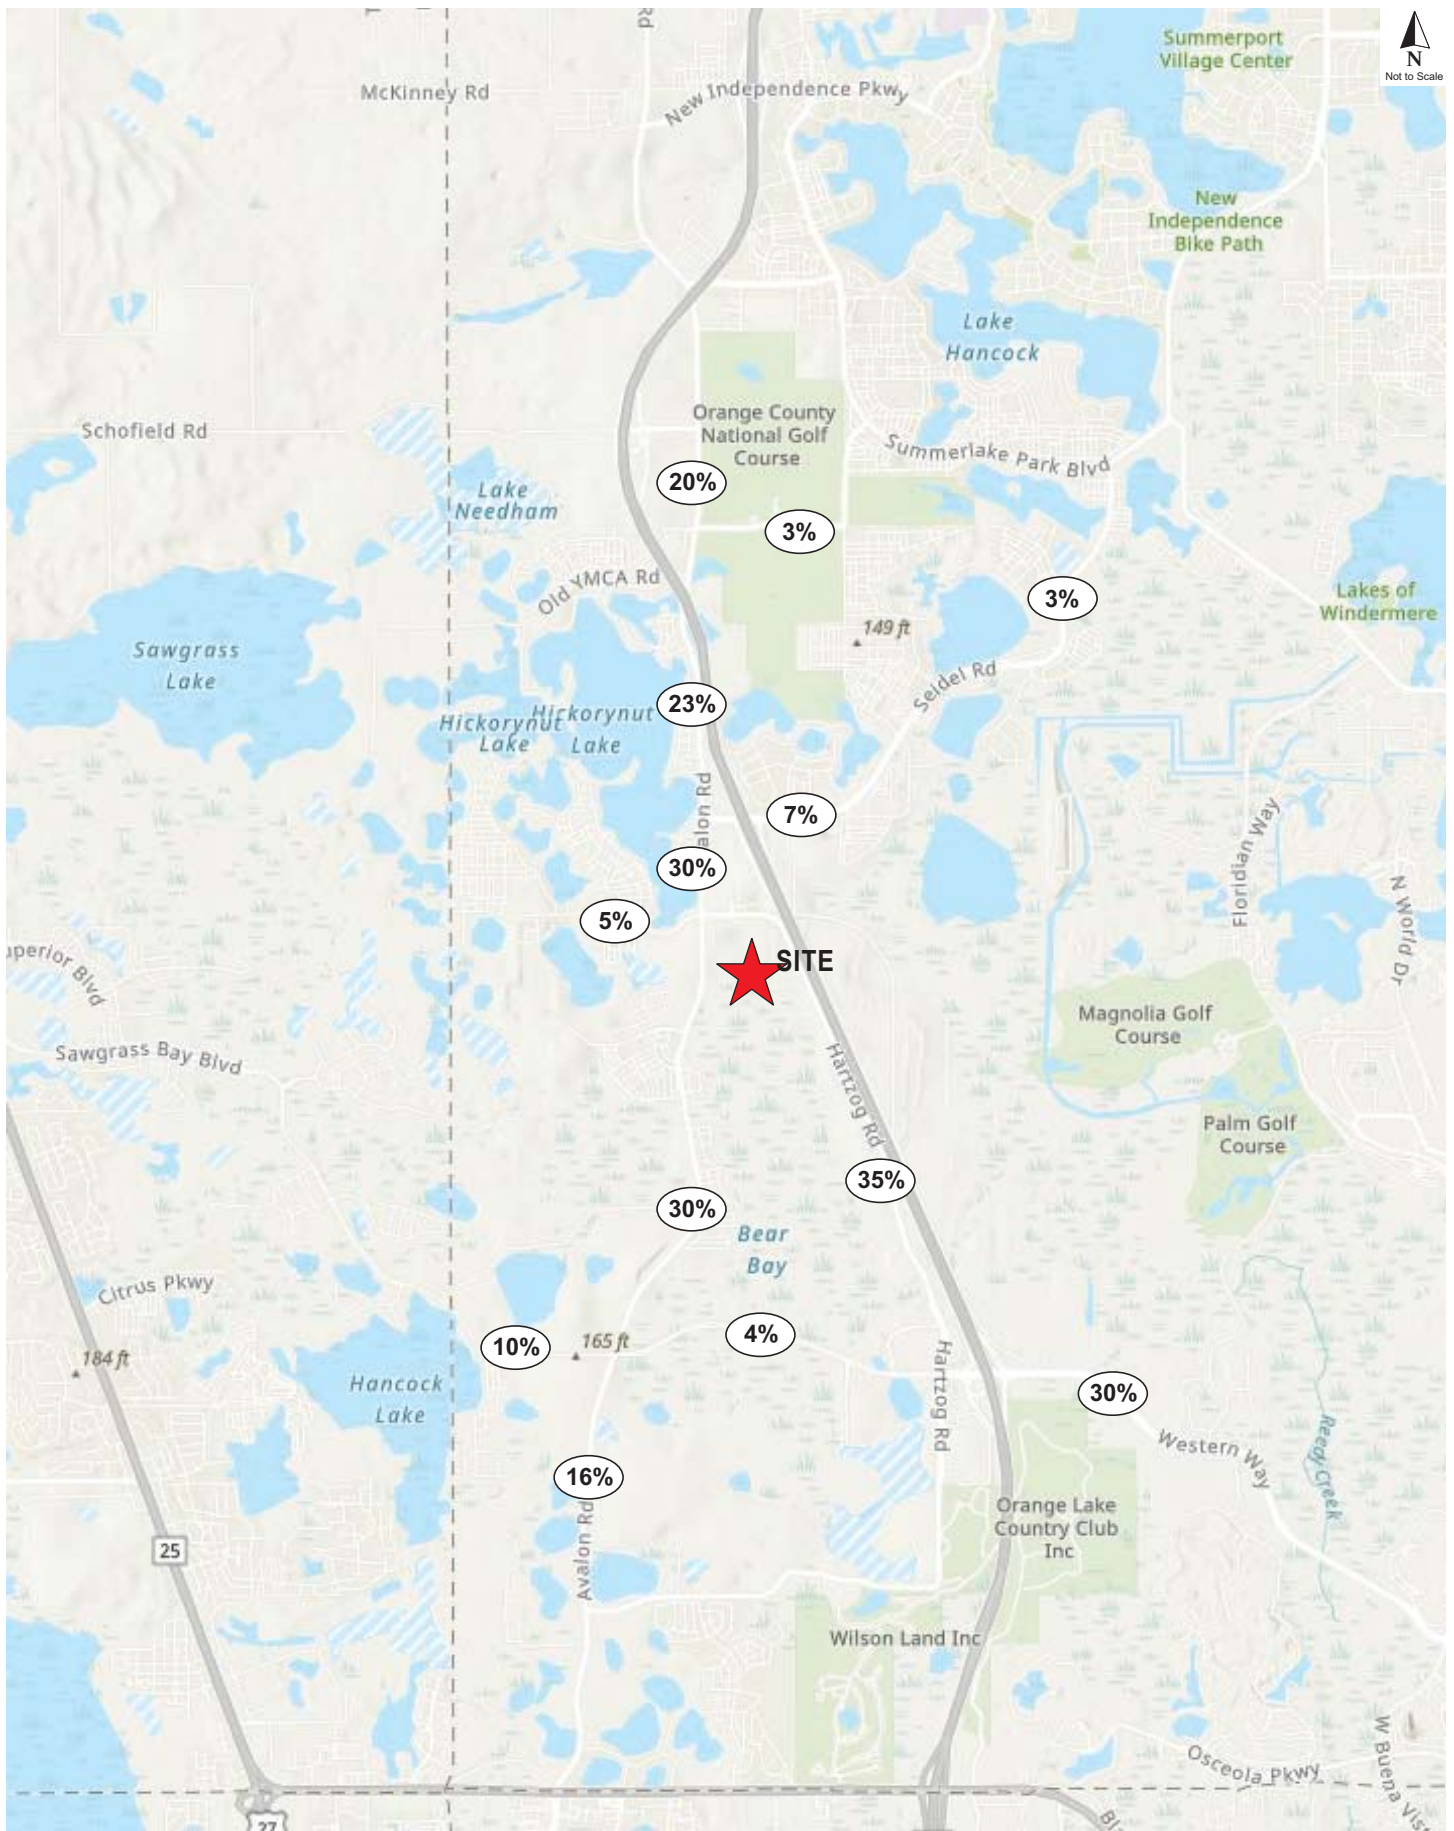 N
Not to Scale
Summerport
Village Center
Rd
McKinney Rd
New Independence Pkwy
New
Independence
Bike Path
Lake
Hancock
Orange County
National Golf
Course
Schofield Rd
Summerlake Park Blvd
20%
Lake
Needham
3%
Old YMCA Rd
3%
Lakes of
Windermere
149 ft
Sawgrass
Lake
Seidel Rd
23%
Hickorynut
Lake
Hickorynut
Lake
alon Rd
7%
Floridian Way
30%
N World Dr
5%
SITE
uperior Blvd
Magnolia Golf
Course
Sawgrass Bay Blvd
Hartzog Rd
Palm Golf
Course
35%
30%
Bear
Bay
Citrus Pkwy
4%
10%
165 ft
184 ft
Hancock
Lake
Hartzog Rd
30%
Western Way
Reedy Creek
16%
Orange Lake
Country Club
Inc
Avalon Rd
25
Wilson Land Inc
W Buena Vis
Osceola Pkwy
27